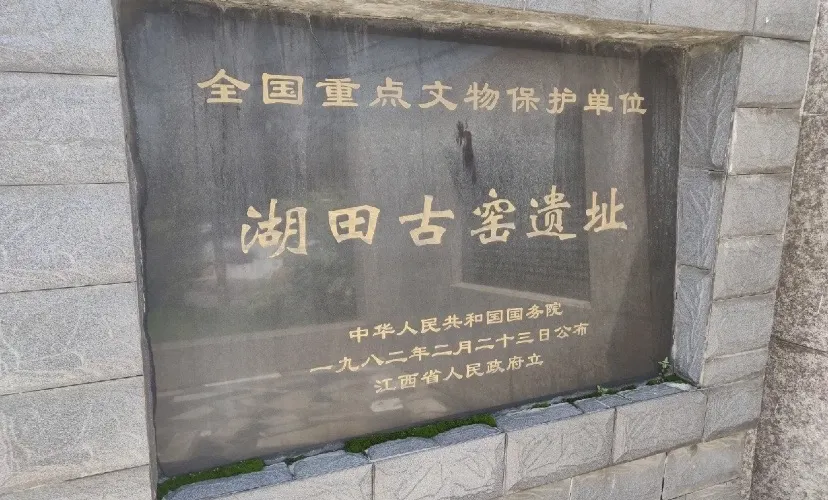 全国重点文物保护单位
湖田古窑遗址
中华人民共和国国务院
一九八二年二月二十三日公布
江西省人民政府立